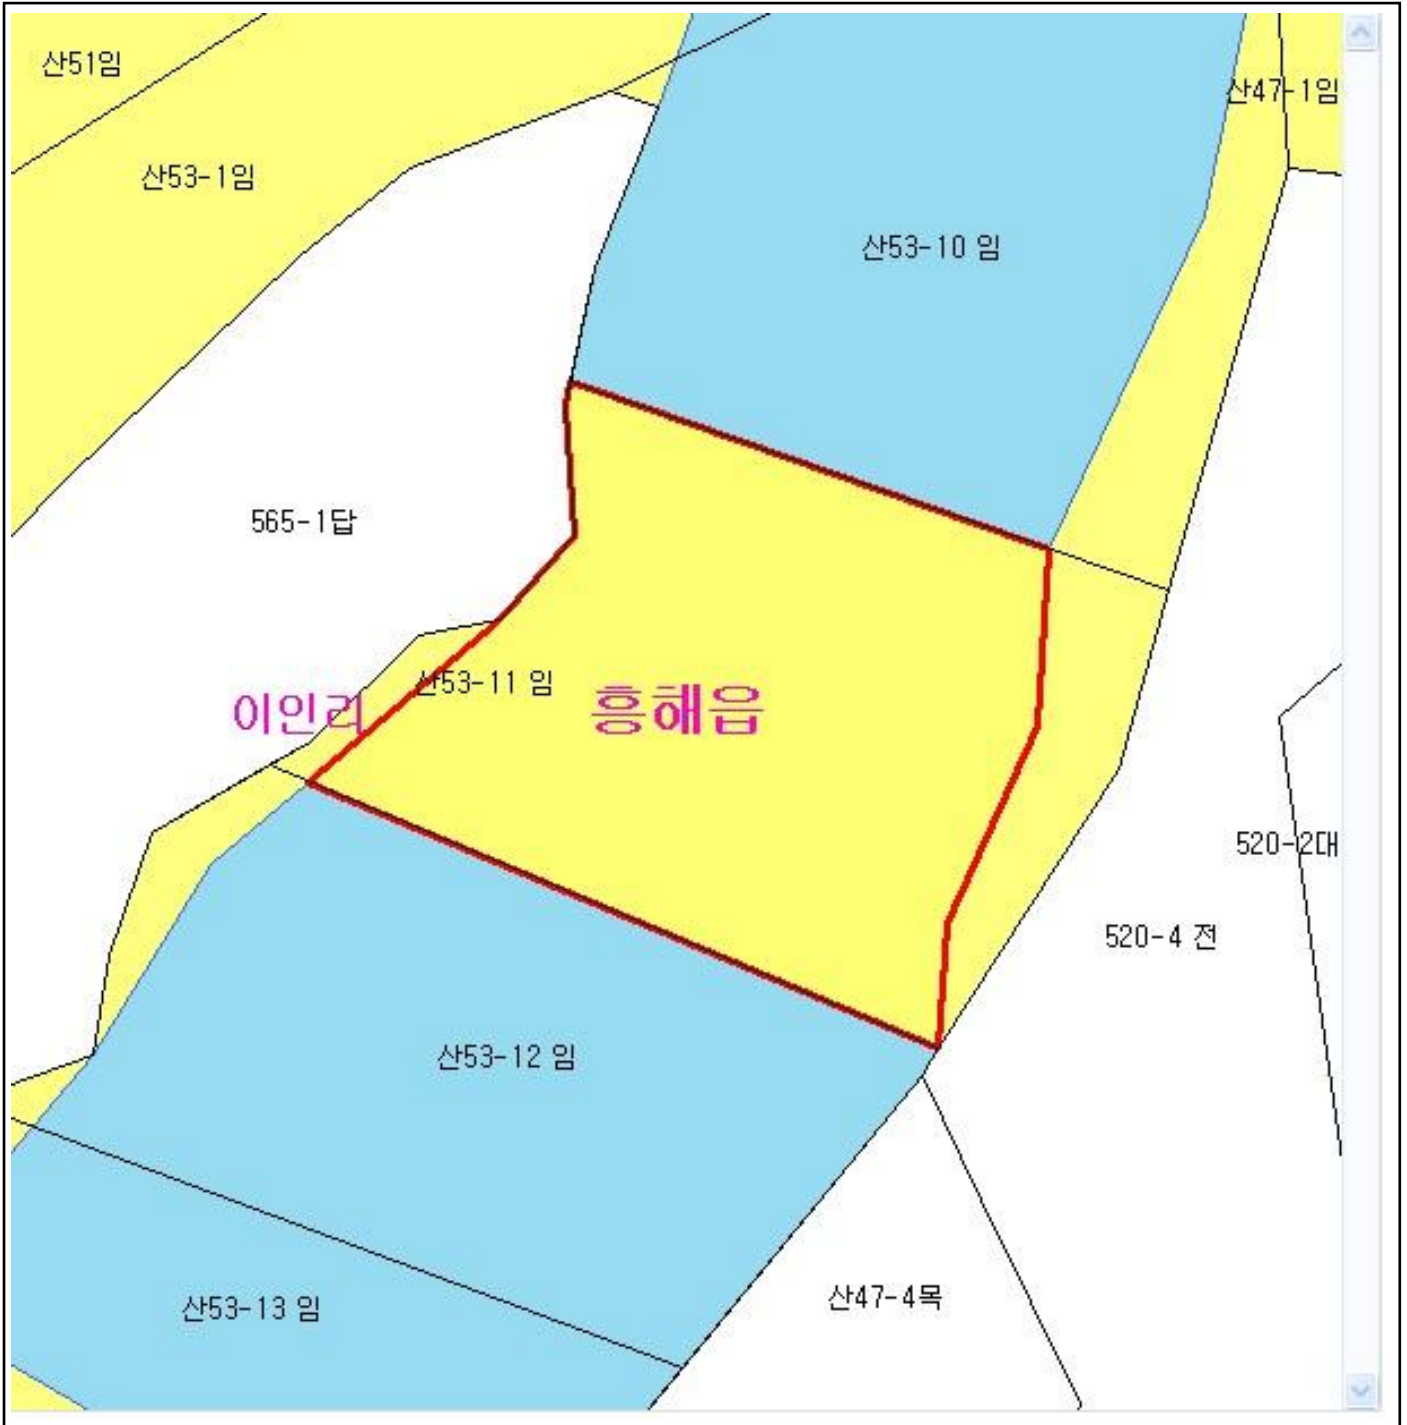 산51임
산47-1임
산53-1임
산53-10 임
565-1답
산53-11 임
이인리
흥해읍
520-2대
520-4 전
산53-12 임
산47-4목
산53-13 임